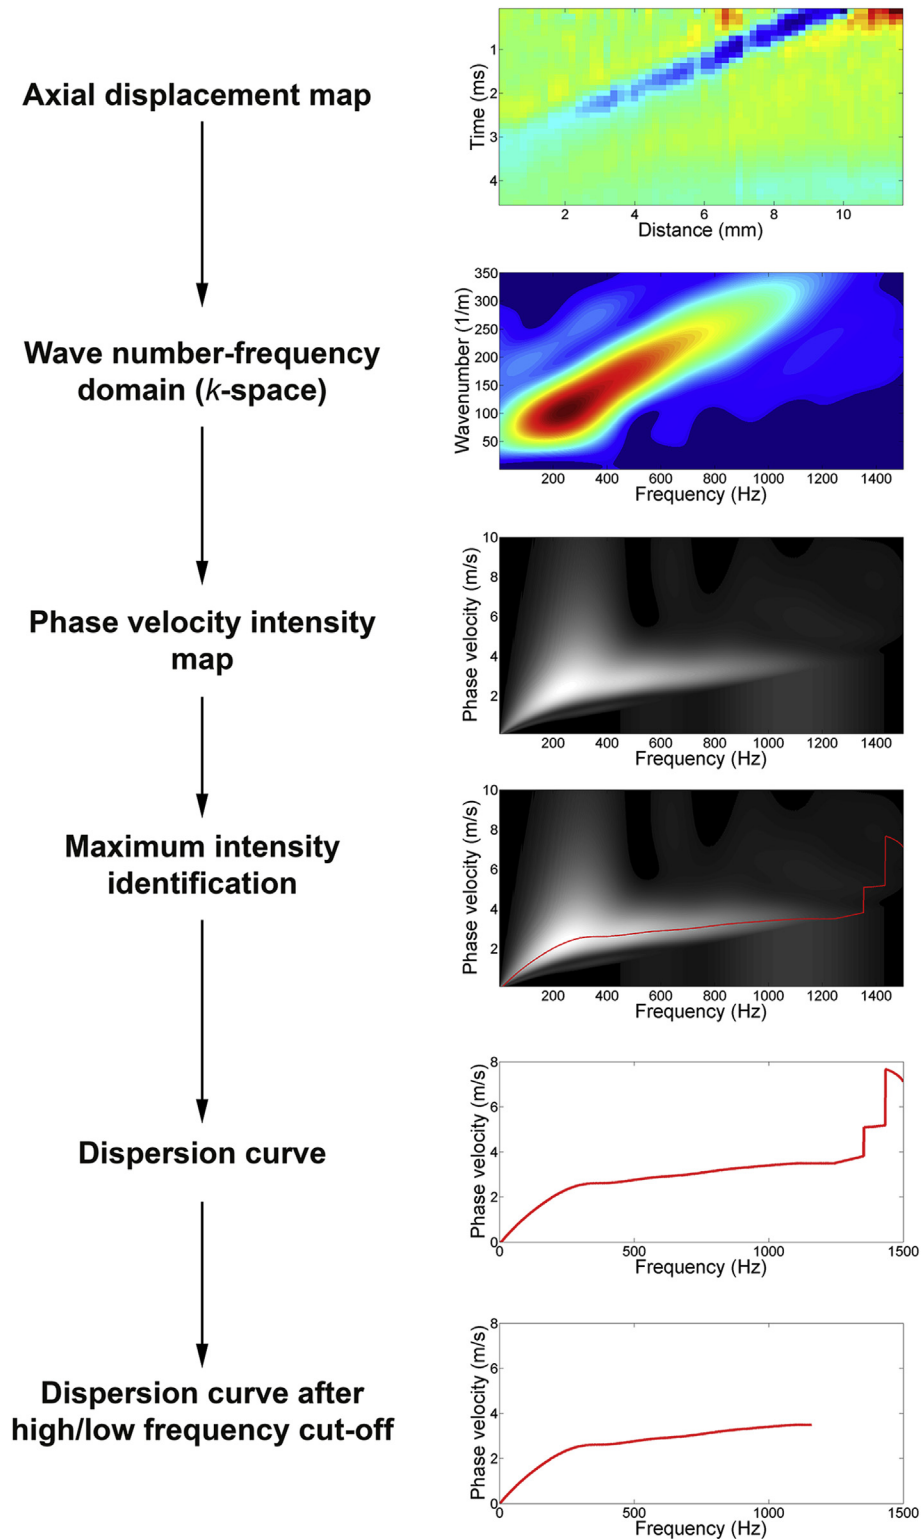 Axial displacement map
1
2
3
4
Time (ms)
2
4
6
8
10
Distance (mm)
Wave number-frequency
domain (k-space)
350
300
250
200
150
100
50
Wavenumber (1/m)
200
400
600
800
1000
1200
1400
Frequency (Hz)
Phase velocity intensity
map
10
8
6
4
2
Phase velocity (m/s)
200
400
600
800
1000
1200
1400
Frequency (Hz)
Maximum intensity
identification
10
8
6
4
2
Phase velocity (m/s)
200
400
600
800
1000
1200
1400
Frequency (Hz)
Dispersion curve
8
6
4
2
0
Phase velocity (m/s)
0
500
1000
1500
Frequency (Hz)
Dispersion curve after
high/low frequency cut-off
8
6
4
2
0
Phase velocity (m/s)
0
500
1000
1500
Frequency (Hz)